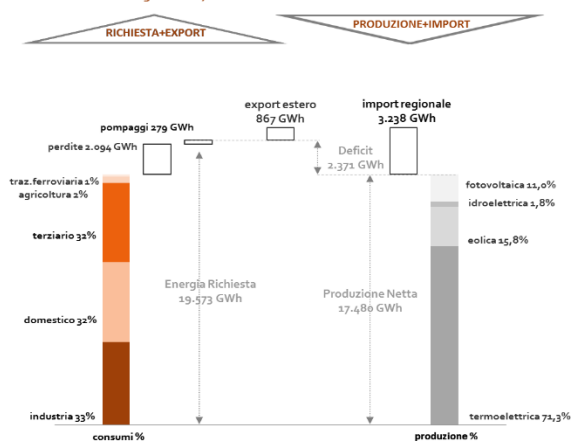 RICHIESTA+EXPORT
PRODUZIONE+IMPORT
export estero
867 GWh
import regionale
3.238 GWh
pompaggi 279 GWh
perdite 2.094 GWh
Deficit
2.371 GWh
traz.ferroviaria 1%
agricoltura 2%
terziario 32%
domestico 32%
industria 33%
consumi %
Energia Richiesta
19.573 GWh
Produzione Netta
17.480 GWh
fotovoltaica 11,0%
idroelettrica 1,8%
eolica 15,8%
termoelettrica 71,3%
produzione %